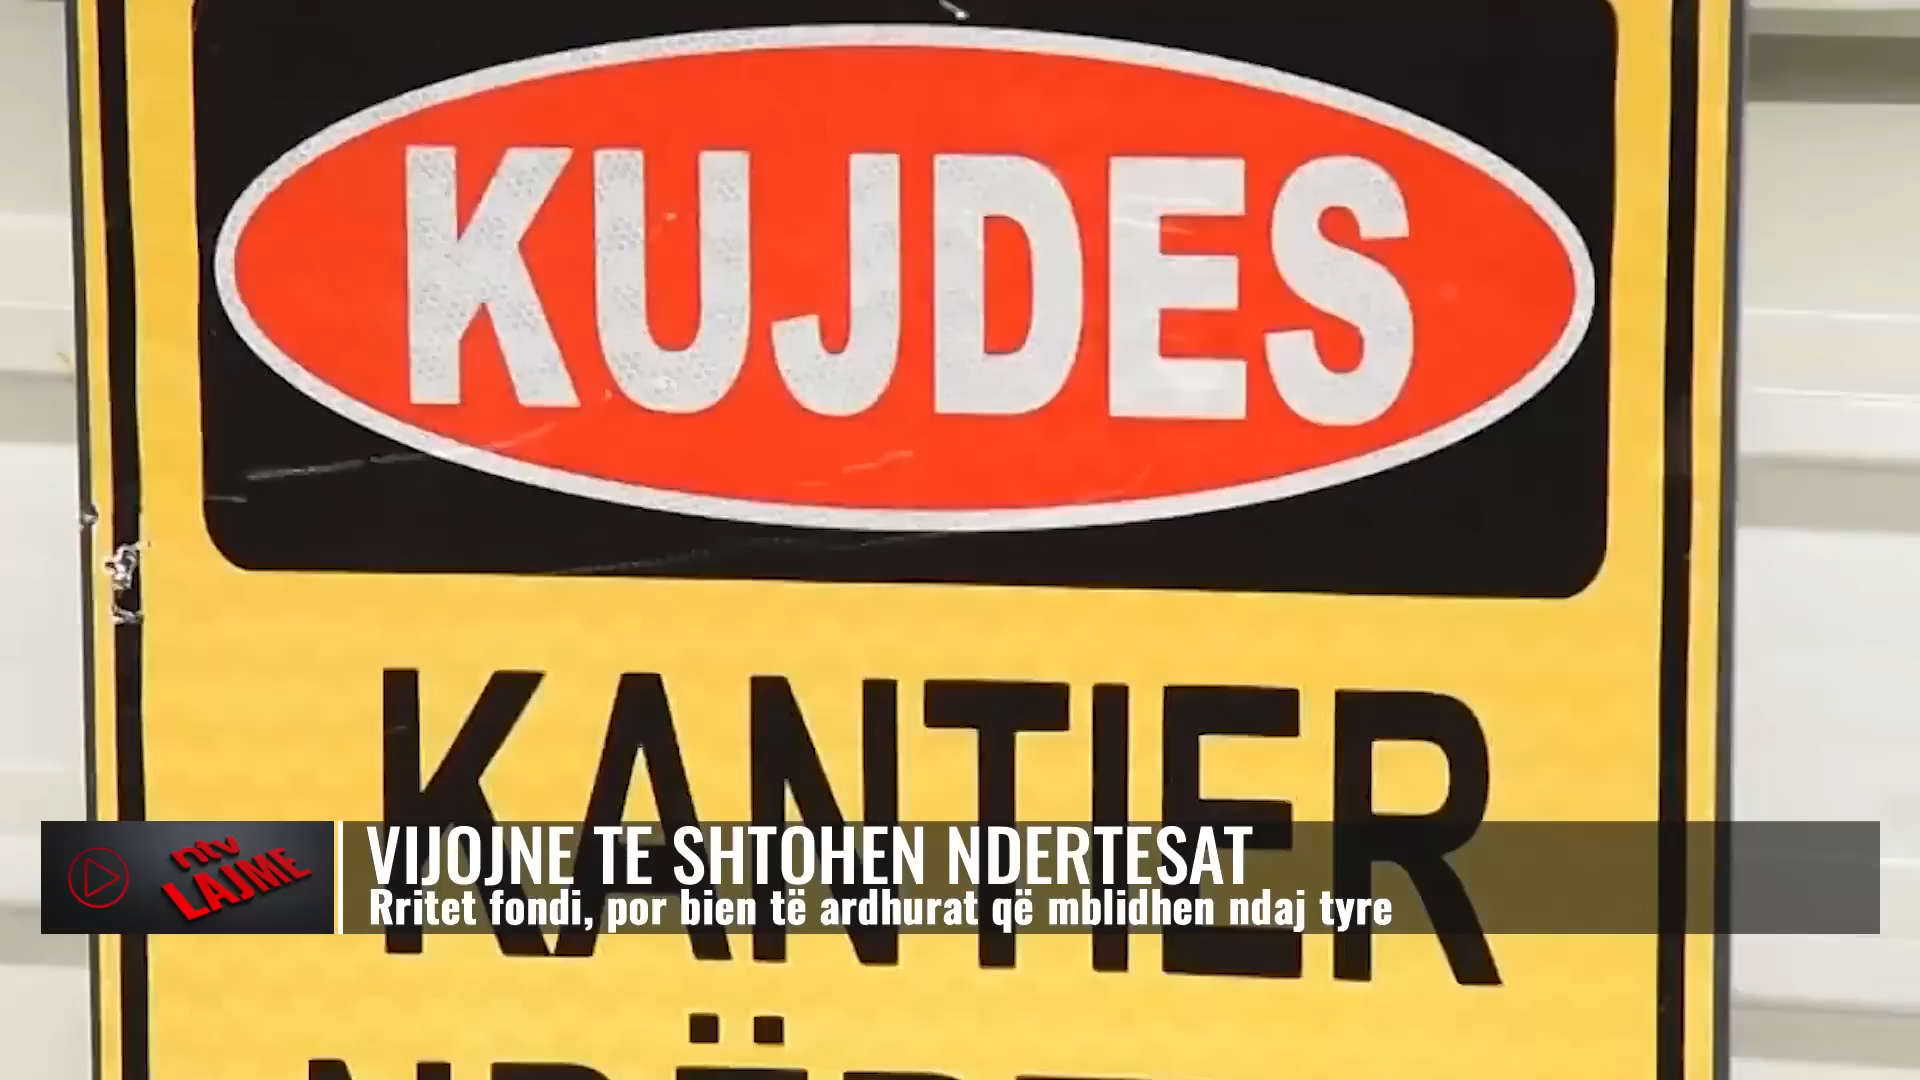 KUJDES
KANTIER
ntv
LAJME
VIJOJNE TE SHTOHEN NDERTESAT
Rritet fondi, por bien të ardhurat që mblidhen ndaj tyre